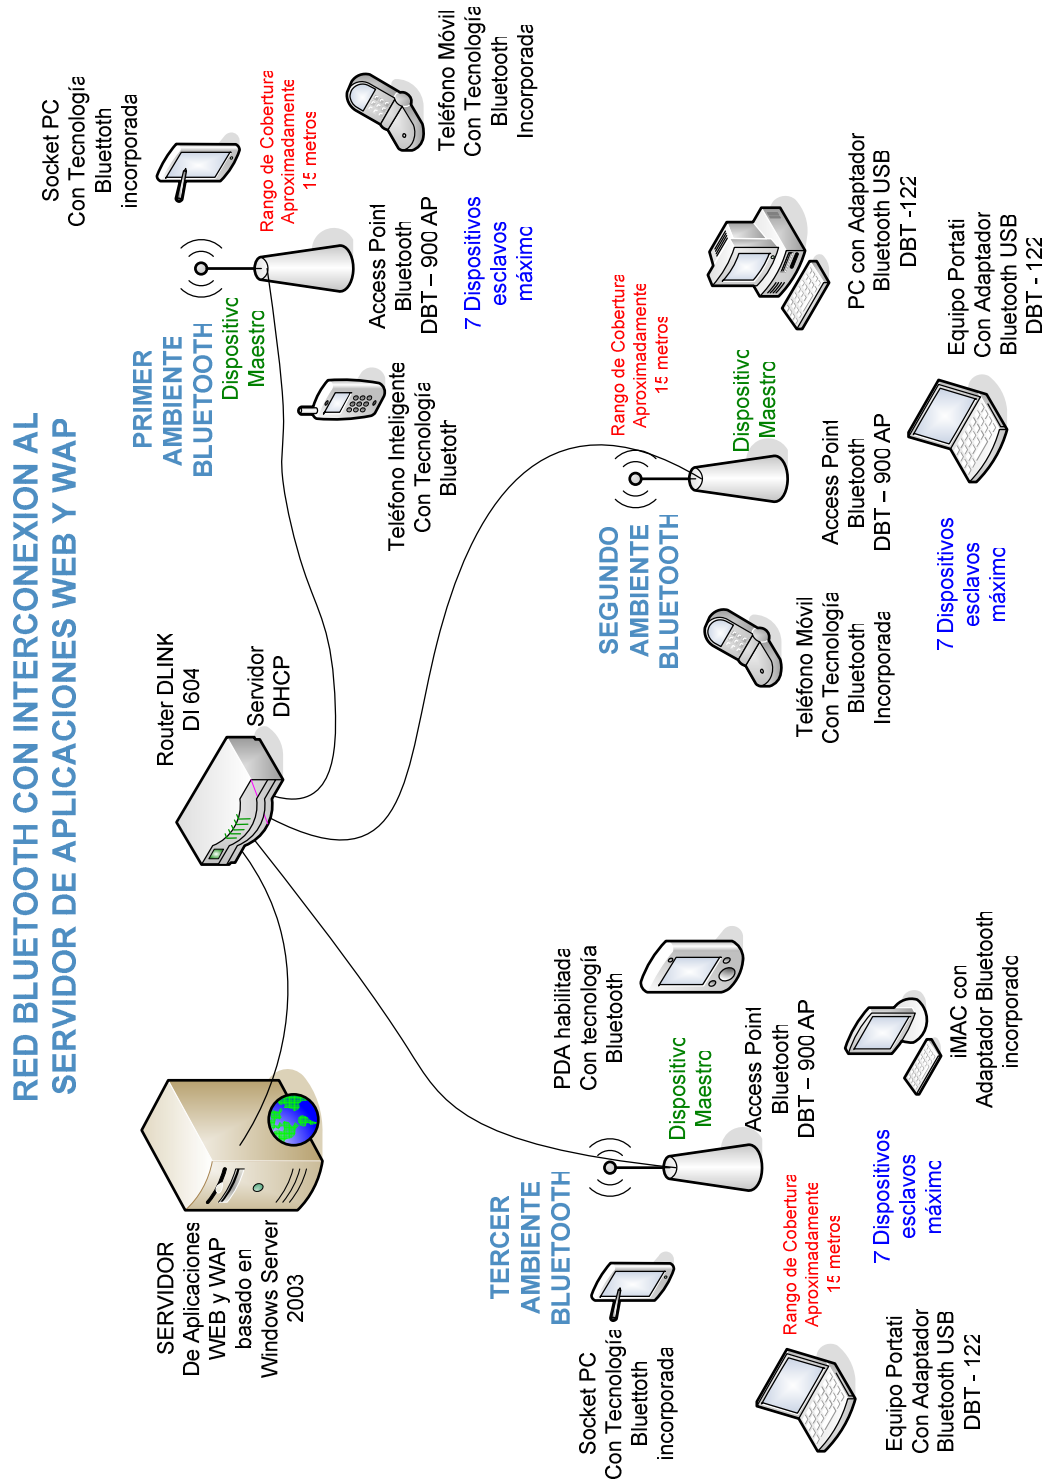 RED BLUETOOTH CON INTERCONEXION AL
SERVIDOR DE APLICACIONES WEB Y WAP
SERVIDOR
De Aplicaciones
WEB y WAP
basado en
Windows Server
2003
Router DLINK
DI 604
Servidor
DHCP
PRIMER
AMBIENTE
BLUETOOTH
Dispositivo
Maestro
Socket PC
Con Tecnología
Bluettoth
incorporada
Rango de Cobertura
Aproximadamente
15 metros
Teléfono Móvil
Con Tecnología
Bluetooth
Incorporada
Access Point
Bluetooth
DBT – 900 AP
7 Dispositivos
esclavos
máximo
Teléfono Inteligente
Con Tecnología
Bluetoth
SEGUNDO
AMBIENTE
BLUETOOTH
Rango de Cobertura
Aproximadamente
15 metros
Dispositivo
Maestro
Access Point
Bluetooth
DBT – 900 AP
PC con Adaptador
Bluetooth USB
DBT -122
Equipo Portati
Con Adaptador
Bluetooth USB
DBT - 122
7 Dispositivos
esclavos
máximo
Teléfono Móvil
Con Tecnología
Bluetooth
Incorporada
TERCER
AMBIENTE
BLUETOOTH
PDA habilitada
Con tecnología
Bluetooth
Dispositivo
Maestro
Access Point
Bluetooth
DBT – 900 AP
iMAC con
Adaptador Bluetooth
incorporado
7 Dispositivos
esclavos
máximo
Rango de Cobertura
Aproximadamente
15 metros
Socket PC
Con Tecnología
Bluettoth
incorporada
Equipo Portati
Con Adaptador
Bluetooth USB
DBT - 122